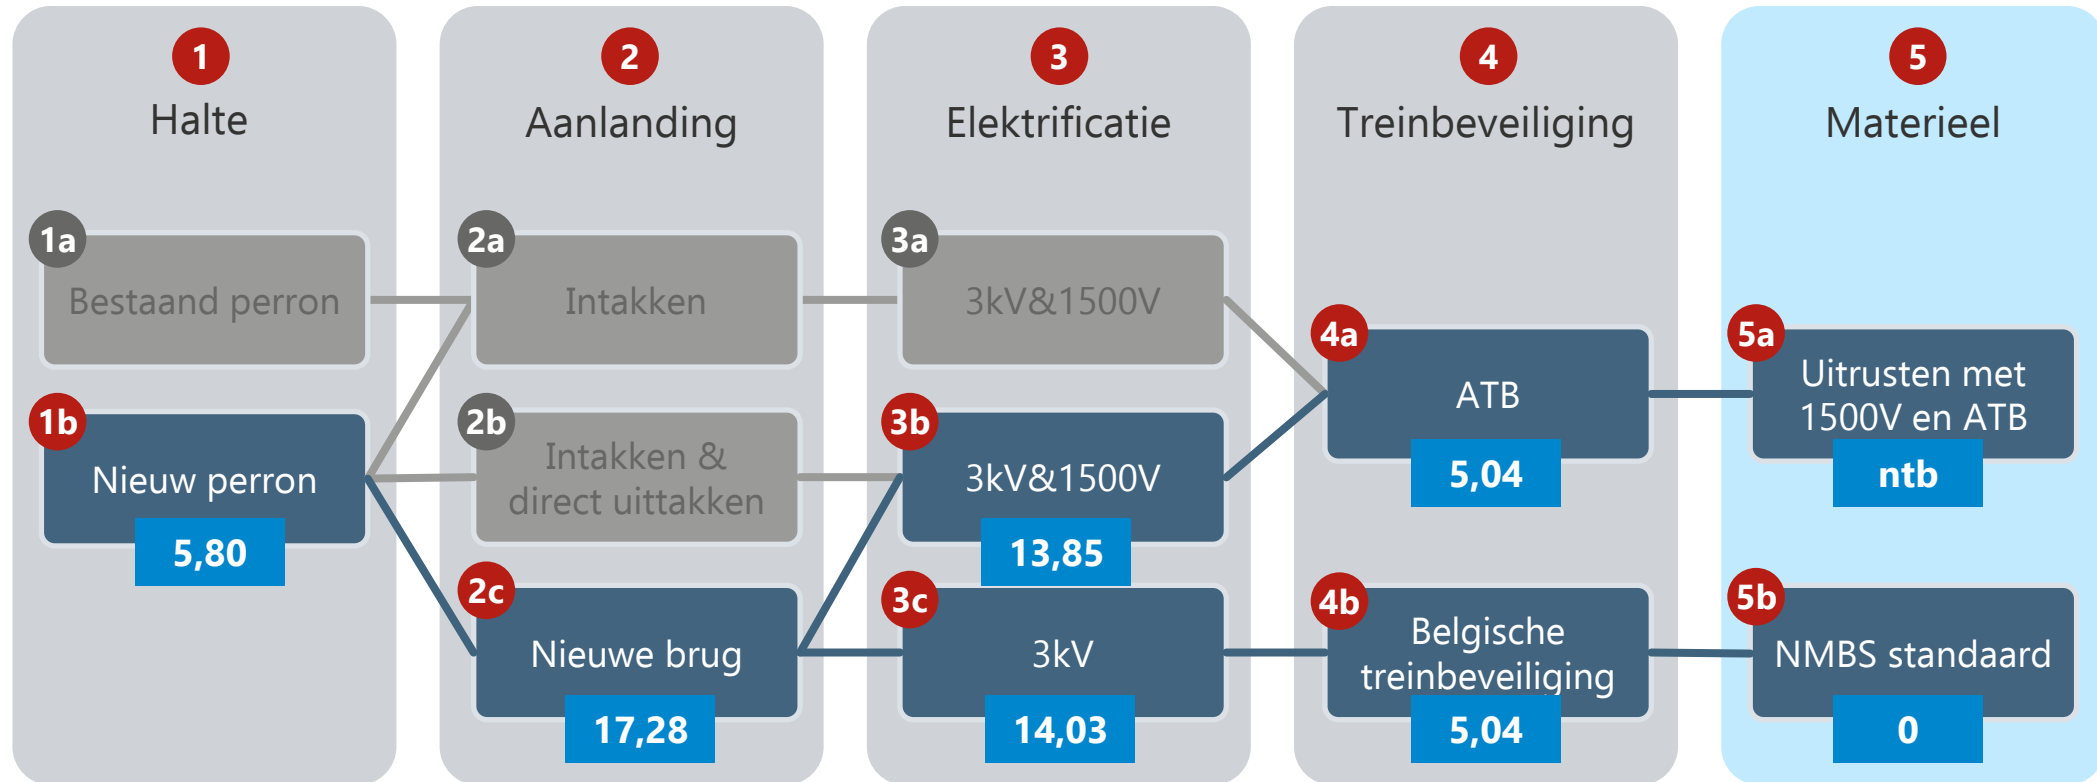 1
Halte
1a
Bestaand perron
1b
Nieuw perron
5,80
2
Aanlanding
2a
Intakken
2b
Intakken &
direct uittakken
2c
Nieuwe brug
17,28
3
Elektrificatie
3a
3kV&1500V
3b
3kV&1500V
13,85
3c
3kV
14,03
4
Treinbeveiliging
4a
ATB
5,04
4b
Belgische
treinbeveiliging
5,04
5
Materieel
5a
Uitrusten met
1500V en ATB
ntb
5b
NMBS standaard
0